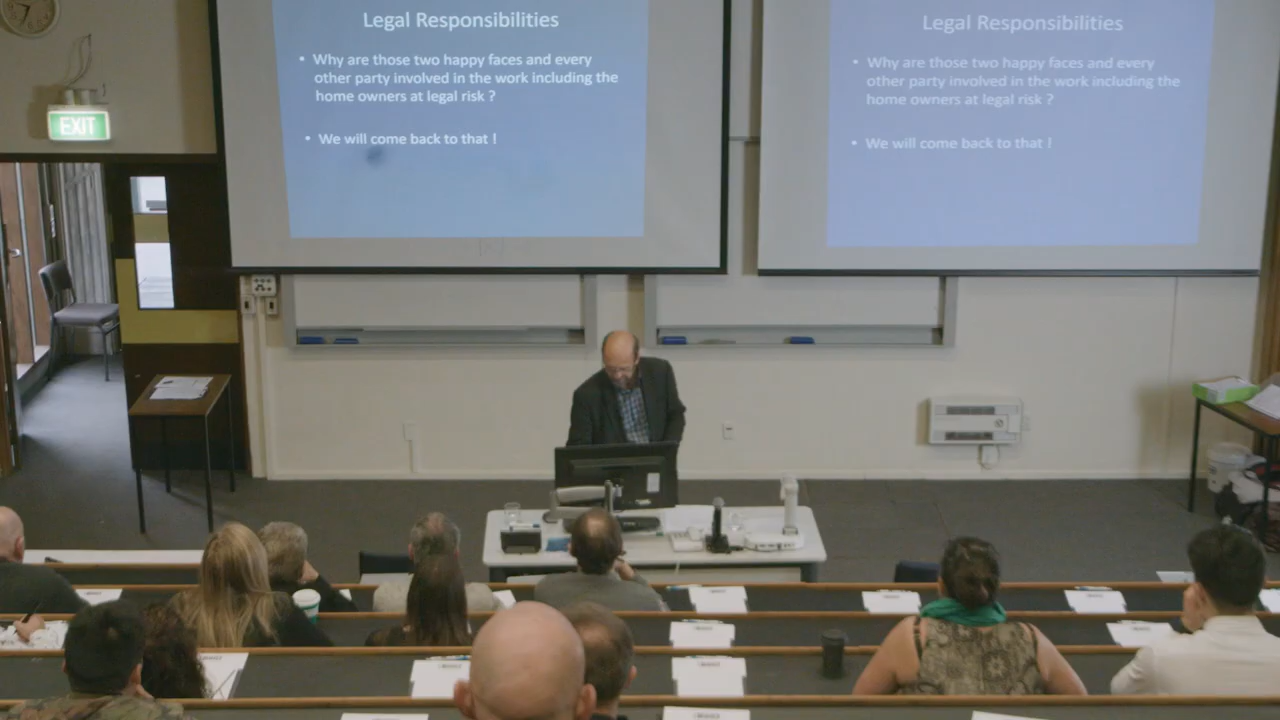 Legal Responsibilities
• Why are those two happy faces and every
other party involved in the work including the
home owners at legal risk ?
• We will come back to that !
Legal Responsibilities
• Why are those two happy faces and every
other party involved in the work including the
home owners at legal risk ?
• We will come back to that !
EXIT